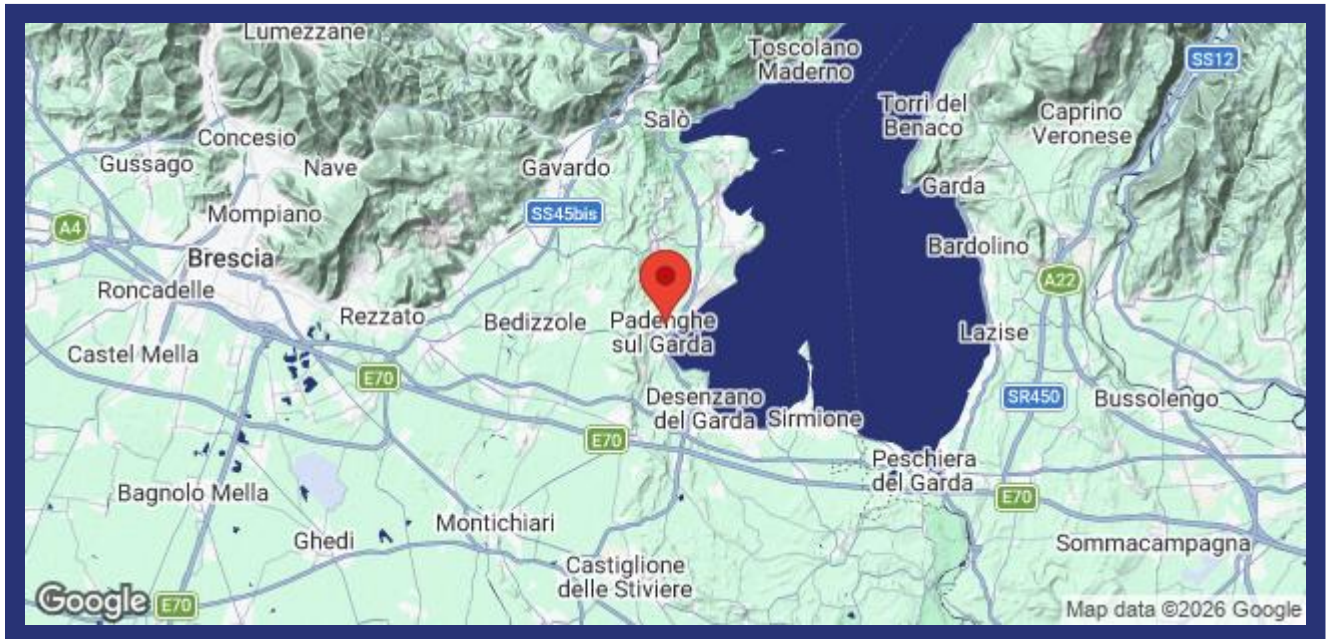 Lumezzane
Toscolano
Maderno
SS12
Torri del
Benaco
Caprino
Veronese
Salò
Concesio
Gussago
Nave
Gavardo
Garda
Mompiano
SS45bis
A4
Brescia
Bardolino
Roncadelle
A22
Rezzato
Bedizzole
Padenghe
sul Garda
Lazise
Castel Mella
E70
Desenzano
del Garda
Sirmione
SR450
Bussolengo
E70
Peschiera
del Garda
Bagnolo Mella
E70
Montichiari
Ghedi
Sommacampagna
Castiglione
delle Stiviere
Google
E70
Map data ©2026 Google